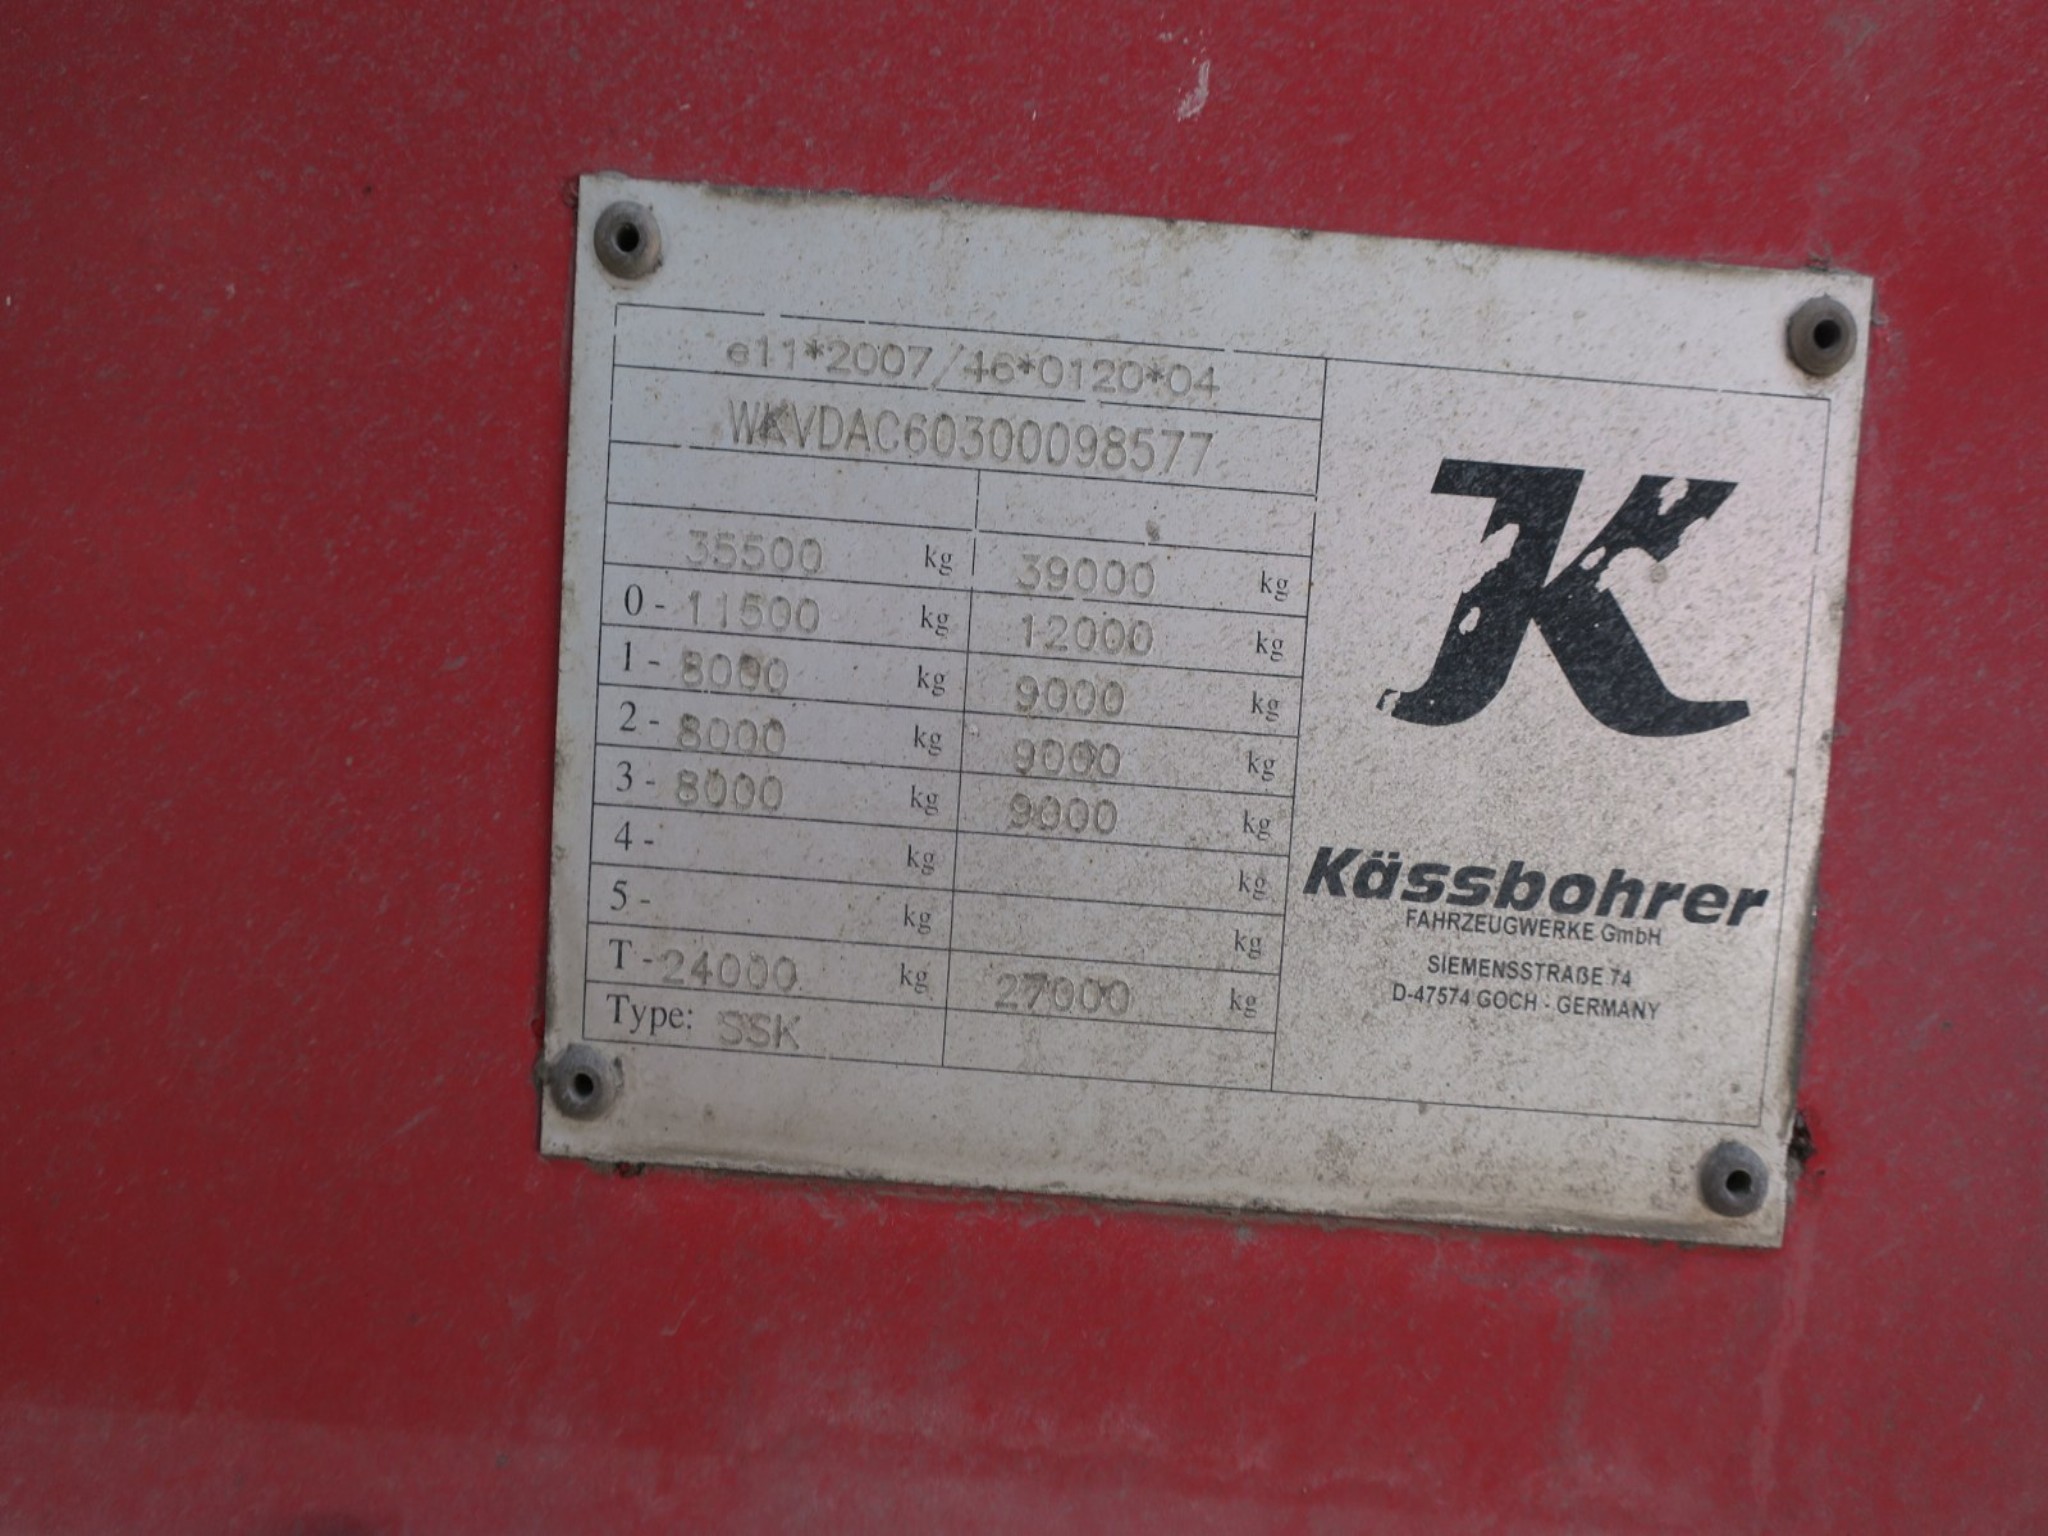 e11*2007/46*0120*04
WKVDAC60300098577
35500 kg 39000 kg
0 - 11500 kg 12000 kg
1 - 8000 kg 9000 kg
2 - 8000 kg 9000 kg
3 - 8000 kg 9000 kg
4 - kg kg
5 - kg kg
T - 24000 kg 27000 kg
Type: SSK
K
Kässbohrer
FAHRZEUGWERKE GmbH
SIEMENSSTRAßE 74
D-47574 GOCH - GERMANY